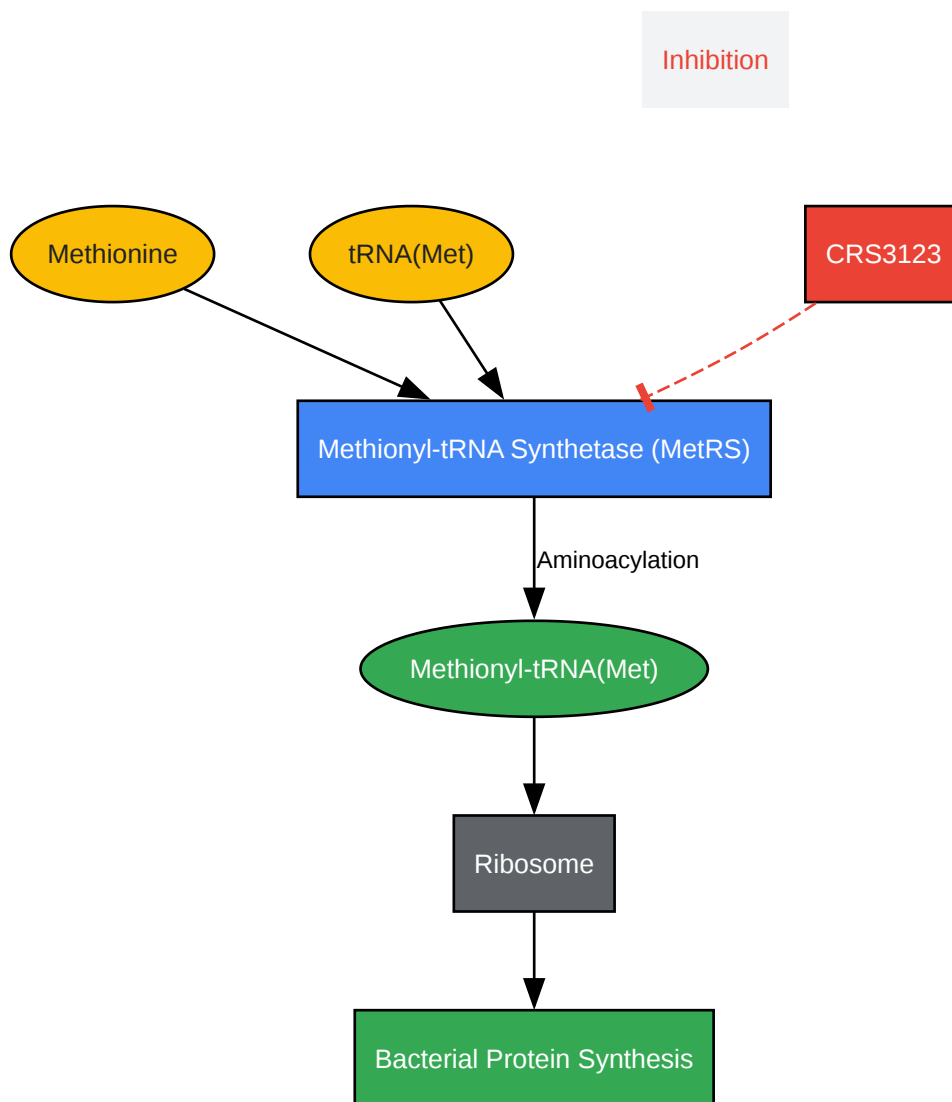 Inhibition
Methionine
tRNA(Met)
CRS3123
Methionyl-tRNA Synthetase (MetRS)
Aminoacylation
Methionyl-tRNA(Met)
Ribosome
Bacterial Protein Synthesis